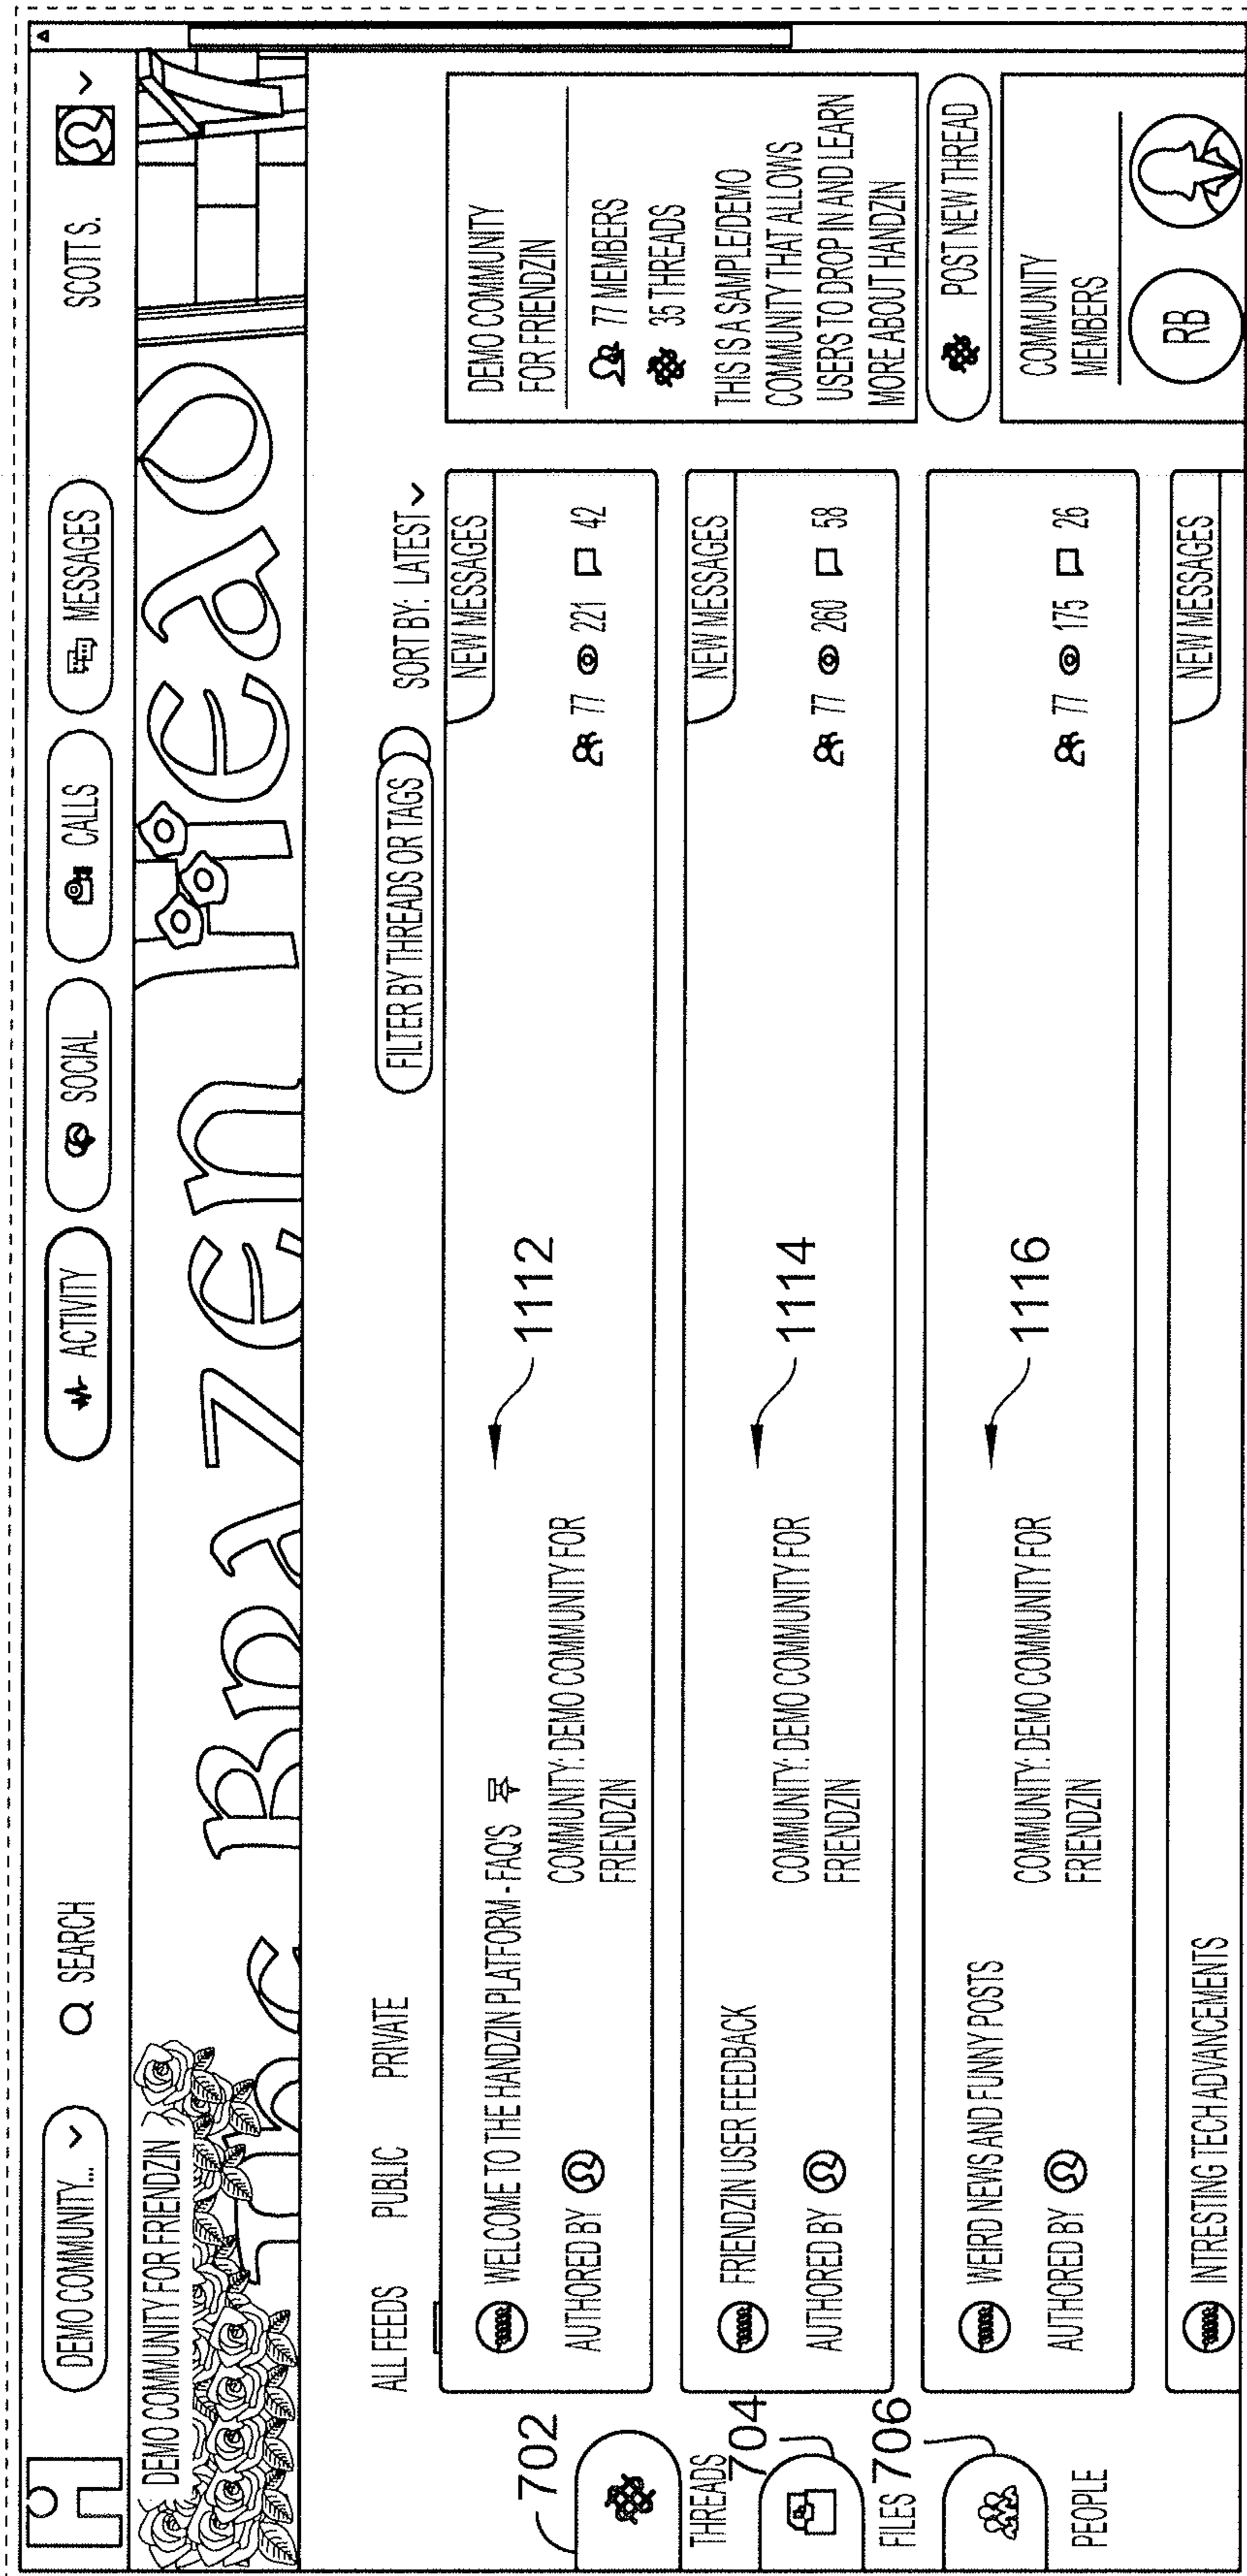 DEMO COMMUNITY...
SEARCH
ACTIVITY
SOCIAL
CALLS
MESSAGES
SCOTT S.
DEMO COMMUNITY FOR FRIENDZIN
ALL FEEDS
PUBLIC
PRIVATE
FILTER BY THREADS OR TAGS
SORT BY: LATEST
702
THREADS
704
FILES
706
PEOPLE
WELCOME TO THE HANDZIN PLATFORM - FAQ'S
NEW MESSAGES
1112
AUTHORED BY
COMMUNITY: DEMO COMMUNITY FOR
FRIENDZIN
77
221
42
FRIENDZIN USER FEEDBACK
NEW MESSAGES
1114
AUTHORED BY
COMMUNITY: DEMO COMMUNITY FOR
FRIENDZIN
77
260
58
WEIRD NEWS AND FUNNY POSTS
1116
AUTHORED BY
COMMUNITY: DEMO COMMUNITY FOR
FRIENDZIN
77
175
26
INTRESTING TECH ADVANCEMENTS
NEW MESSAGES
DEMO COMMUNITY
FOR FRIENDZIN
77 MEMBERS
35 THREADS
THIS IS A SAMPLE/DEMO
COMMUNITY THAT ALLOWS
USERS TO DROP IN AND LEARN
MORE ABOUT HANDZIN
POST NEW THREAD
COMMUNITY
MEMBERS
RB